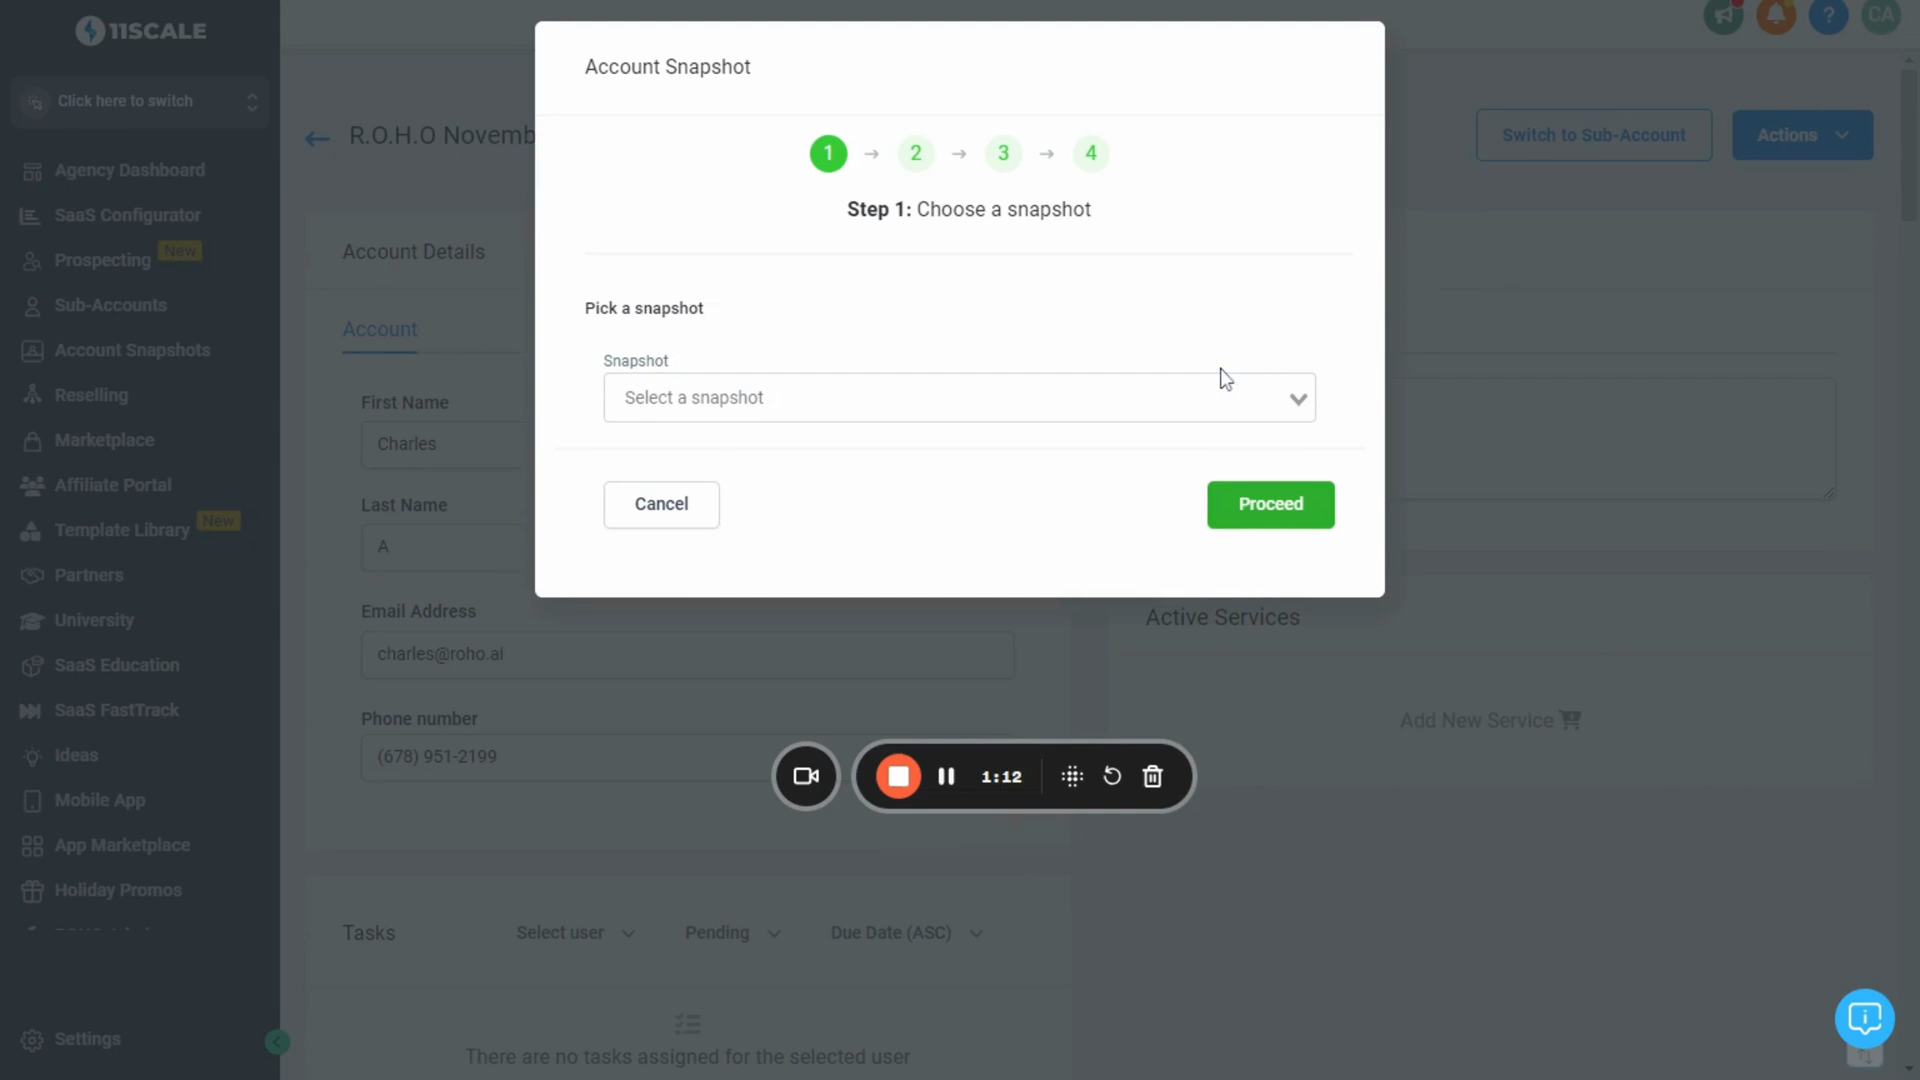 11SCALE
Click here to switch
Agency Dashboard
SaaS Configurator
Prospecting New
Sub-Accounts
Account Snapshots
Reselling
Marketplace
Affiliate Portal
Template Library New
Partners
University
SaaS Education
SaaS FastTrack
Ideas
Mobile App
App Marketplace
Holiday Promos
Settings
CA
R.O.H.O Novemb
Switch to Sub-Account
Actions
Account Snapshot
1 → 2 → 3 → 4
Step 1: Choose a snapshot
Pick a snapshot
Snapshot
Select a snapshot
Cancel
Proceed
Account Details
Account
First Name
Charles
Last Name
A
Email Address
charles@roho.ai
Phone number
(678) 951-2199
Active Services
Add New Service
1:12
Tasks
Select user
Pending
Due Date (ASC)
There are no tasks assigned for the selected user